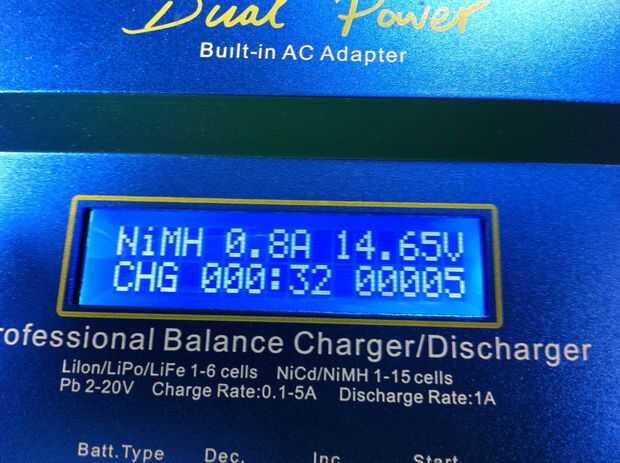 Dual Power
Built-in AC Adapter
NiMH 0.8A 14.65V
CHG 000:32 00005
rofessional Balance Charger/Discharger
LiIon/LiPo/LiFe 1-6 cells NiCd/NiMH 1-15 cells
Pb 2-20V Charge Rate:0.1-5A Discharge Rate:1A
Batt.Type Dec. Inc. Start